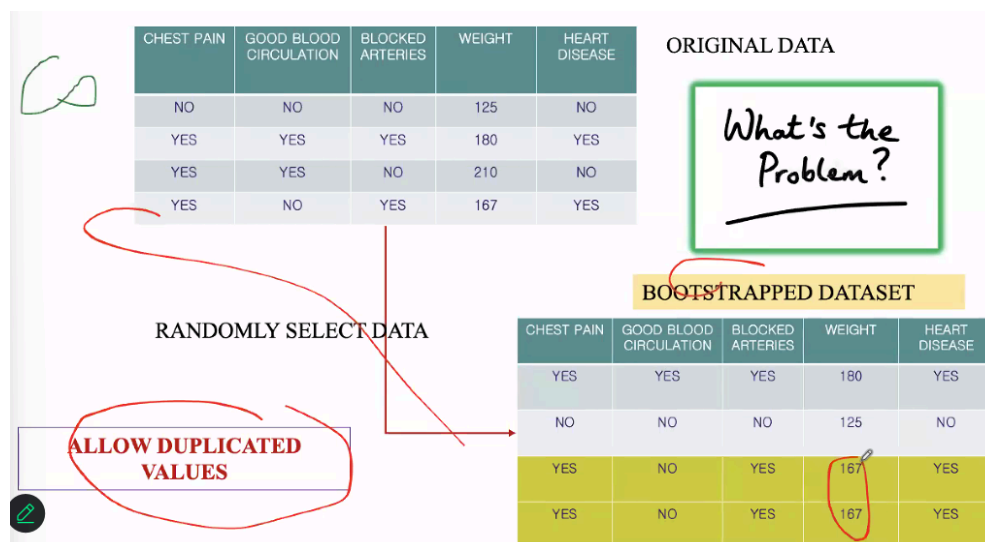 CHEST PAIN GOOD BLOOD CIRCULATION BLOCKED ARTERIES WEIGHT HEART DISEASE
NO NO NO 125 NO
YES YES YES 180 YES
YES YES NO 210 NO
YES NO YES 167 YES
ORIGINAL DATA
What's the
Problem?
BOOTSTRAPPED DATASET
RANDOMLY SELECT DATA
CHEST PAIN GOOD BLOOD CIRCULATION BLOCKED ARTERIES WEIGHT HEART DISEASE
YES YES YES 180 YES
NO NO NO 125 NO
YES NO YES 167 YES
YES NO YES 167 YES
ALLOW DUPLICATED
VALUES